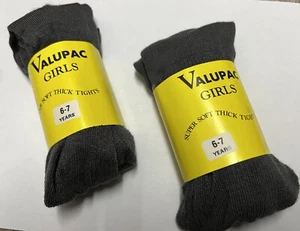 VALUPAC
GIRLS
SUPER SOFT THICK TIGHTS
6-7
YEARS
VALUPAC
GIRLS
SUPER SOFT THICK TIGHTS
6-7
YEARS